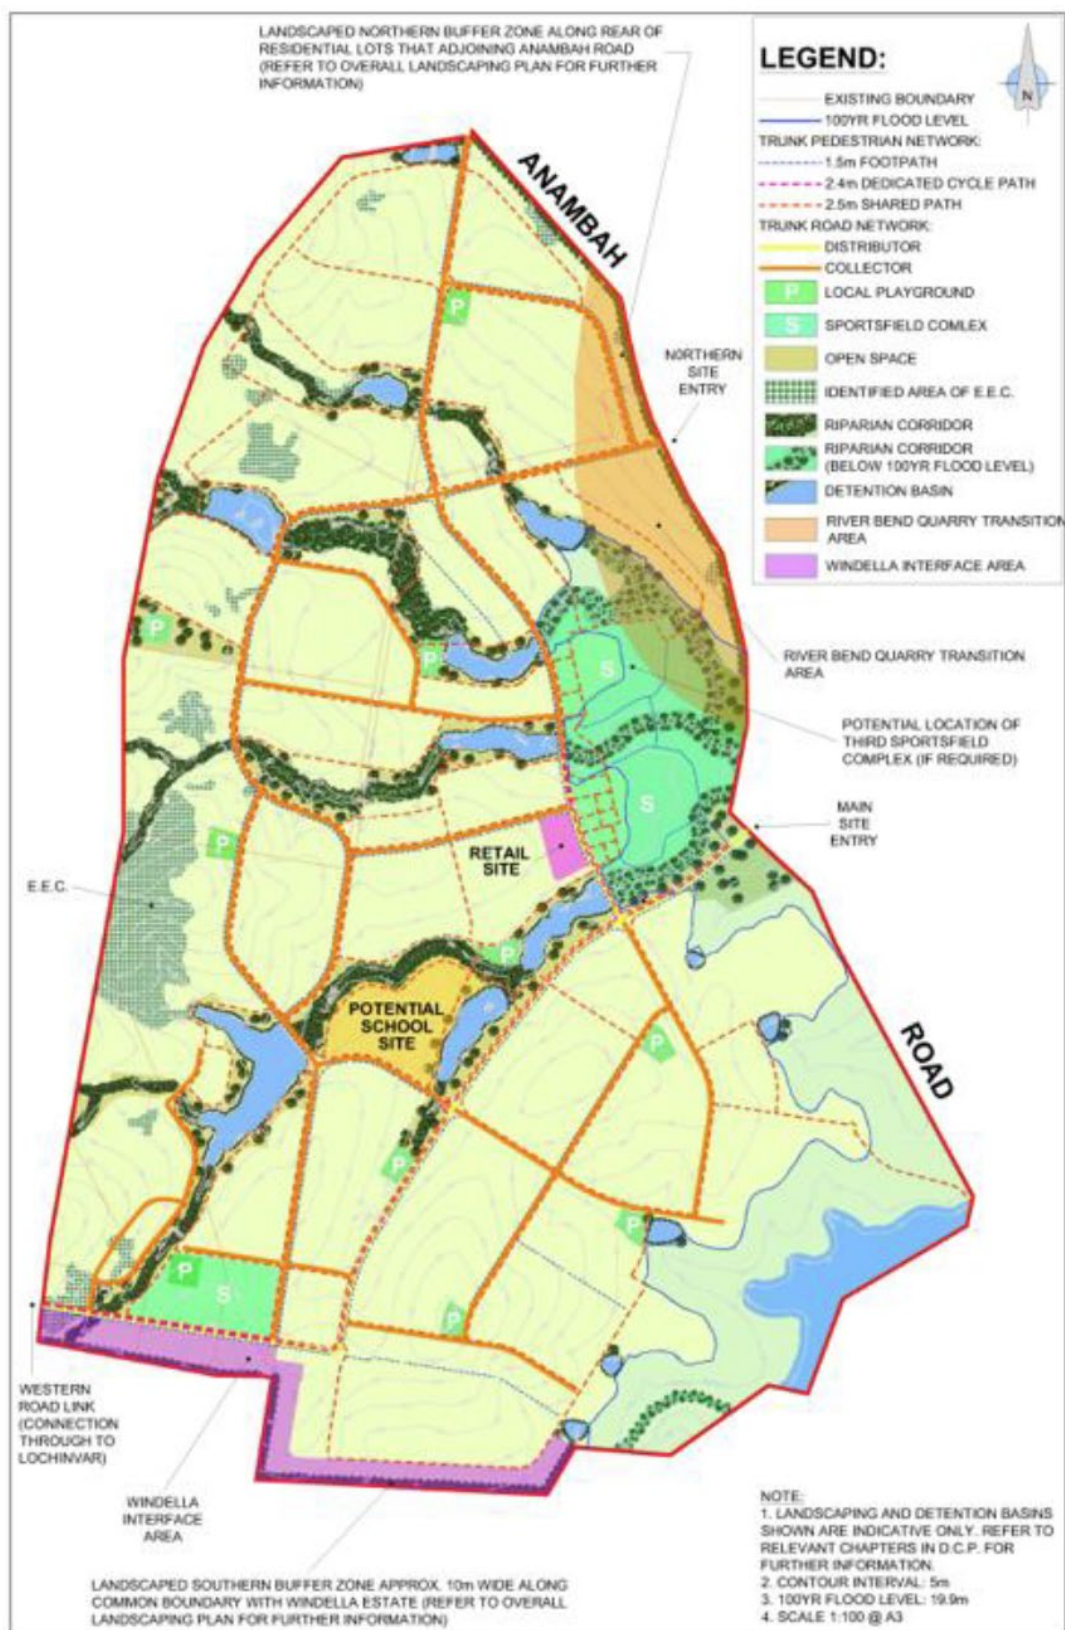 LANDSCAPED NORTHERN BUFFER ZONE ALONG REAR OF
RESIDENTIAL LOTS THAT ADJOINING ANAMBAH ROAD
(REFER TO OVERALL LANDSCAPING PLAN FOR FURTHER
INFORMATION)
LEGEND:
N
EXISTING BOUNDARY
100YR FLOOD LEVEL
TRUNK PEDESTRIAN NETWORK:
1.5m FOOTPATH
2.4m DEDICATED CYCLE PATH
2.5m SHARED PATH
TRUNK ROAD NETWORK:
DISTRIBUTOR
COLLECTOR
P LOCAL PLAYGROUND
S SPORTSFIELD COMLEX
OPEN SPACE
IDENTIFIED AREA OF E.E.C.
RIPARIAN CORRIDOR
RIPARIAN CORRIDOR
(BELOW 100YR FLOOD LEVEL)
DETENTION BASIN
RIVER BEND QUARRY TRANSITION
AREA
WINDELLA INTERFACE AREA
ANAMBAH
P
NORTHERN
SITE
ENTRY
P
P
S
RIVER BEND QUARRY TRANSITION
AREA
POTENTIAL LOCATION OF
THIRD SPORTSFIELD
COMPLEX (IF REQUIRED)
S
MAIN
SITE
ENTRY
P
RETAIL
SITE
E.E.C.
P
POTENTIAL
SCHOOL
SITE
P
ROAD
P
P
P
S
P
WESTERN
ROAD LINK
(CONNECTION
THROUGH TO
LOCHINVAR)
WINDELLA
INTERFACE
AREA
LANDSCAPED SOUTHERN BUFFER ZONE APPROX. 10m WIDE ALONG
COMMON BOUNDARY WITH WINDELLA ESTATE (REFER TO OVERALL
LANDSCAPING PLAN FOR FURTHER INFORMATION)
NOTE:
1. LANDSCAPING AND DETENTION BASINS
SHOWN ARE INDICATIVE ONLY. REFER TO
RELEVANT CHAPTERS IN D.C.P. FOR
FURTHER INFORMATION.
2. CONTOUR INTERVAL: 5m
3. 100YR FLOOD LEVEL: 19.9m
4. SCALE 1:100 @ A3